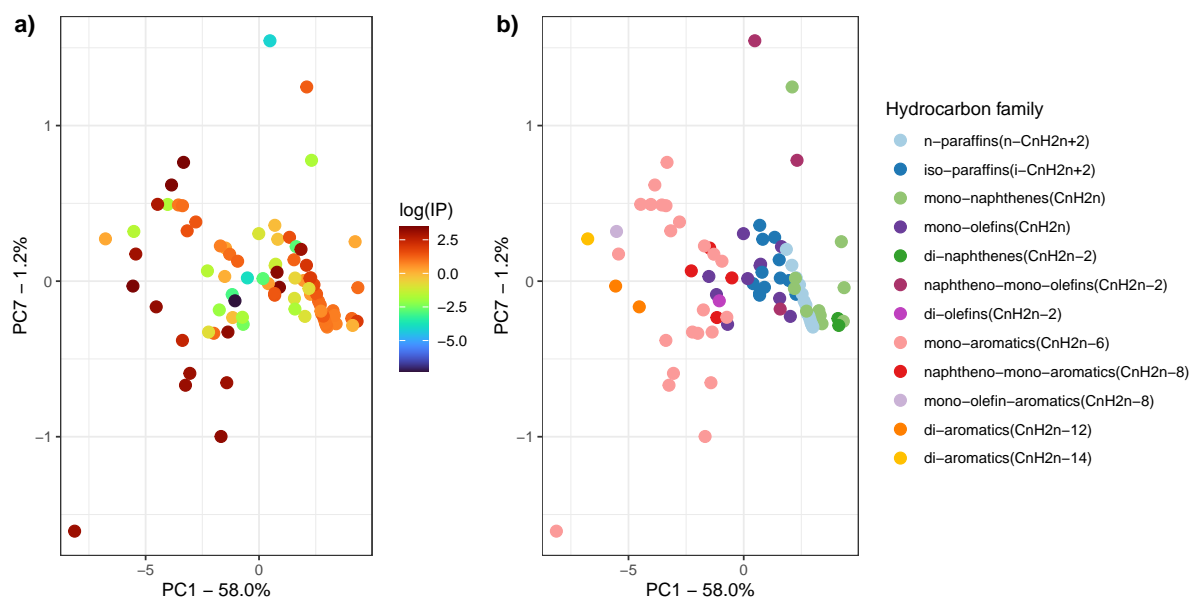 a)
1
0
−1
−5
0
PC1 − 58.0%
PC7 − 1.2%
log(IP)
2.5
0.0
−2.5
−5.0
b)
1
0
−1
−5
0
PC1 − 58.0%
PC7 − 1.2%
Hydrocarbon family
n−paraffins(n−CnH2n+2)
iso−paraffins(i−CnH2n+2)
mono−naphthenes(CnH2n)
mono−olefins(CnH2n)
di−naphthenes(CnH2n−2)
naphtheno−mono−olefins(CnH2n−2)
di−olefins(CnH2n−2)
mono−aromatics(CnH2n−6)
naphtheno−mono−aromatics(CnH2n−8)
mono−olefin−aromatics(CnH2n−8)
di−aromatics(CnH2n−12)
di−aromatics(CnH2n−14)